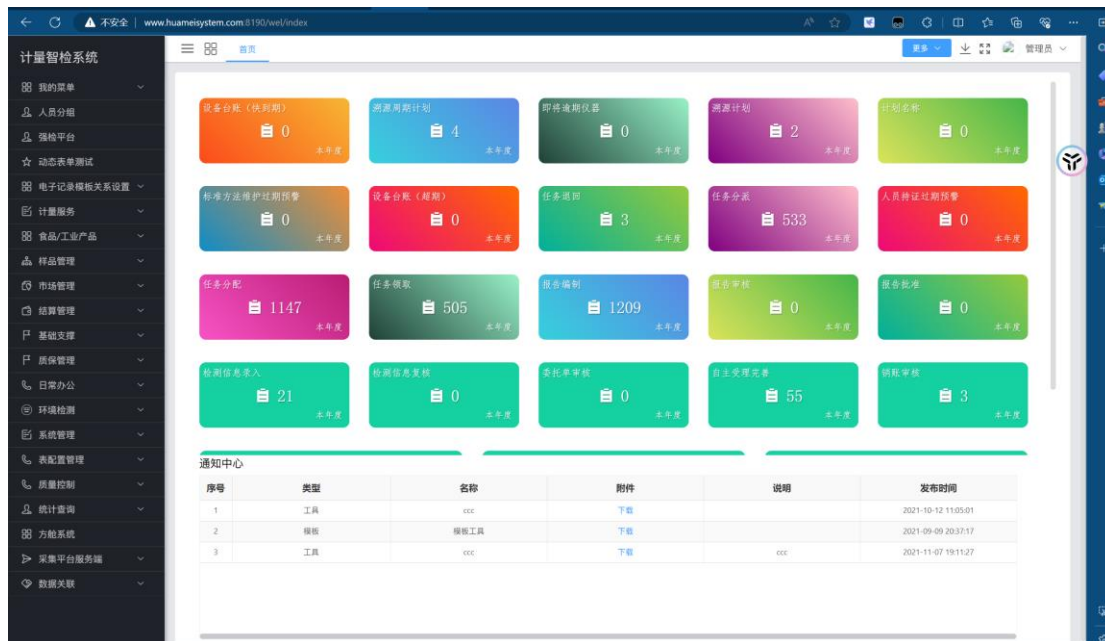 不安全 | www.huameisystem.com:8190/wel/index
计量智检系统
首页
更多
管理员
我的菜单
人员分组
强检平台
动态表单测试
电子记录模板关系设置
计量服务
食品/工业产品
样品管理
市场管理
结算管理
基础支撑
质保管理
日常办公
环境检测
系统管理
表配置管理
质量控制
统计查询
方舱系统
采集平台服务端
数据关联
设备台账（快到期）
0
本年度
溯源周期计划
4
本年度
即将逾期仪器
0
本年度
溯源计划
2
本年度
计划名称
0
本年度
标准方法维护过期预警
0
本年度
设备台账（超期）
0
本年度
任务退回
3
本年度
任务分派
533
本年度
人员持证过期预警
0
本年度
任务分配
1147
本年度
任务领取
505
本年度
报告编制
1209
本年度
报告审核
0
本年度
报告批准
0
本年度
检测信息录入
21
本年度
检测信息复核
0
本年度
委托单审核
0
本年度
自主受理完善
55
本年度
销账审核
3
本年度
通知中心
序号 类型 名称 附件 说明 发布时间
1 工具 ccc 下载 2021-10-12 11:05:01
2 模板 模板工具 下载 2021-09-09 20:37:17
3 工具 ccc 下载 ccc 2021-11-07 19:11:27